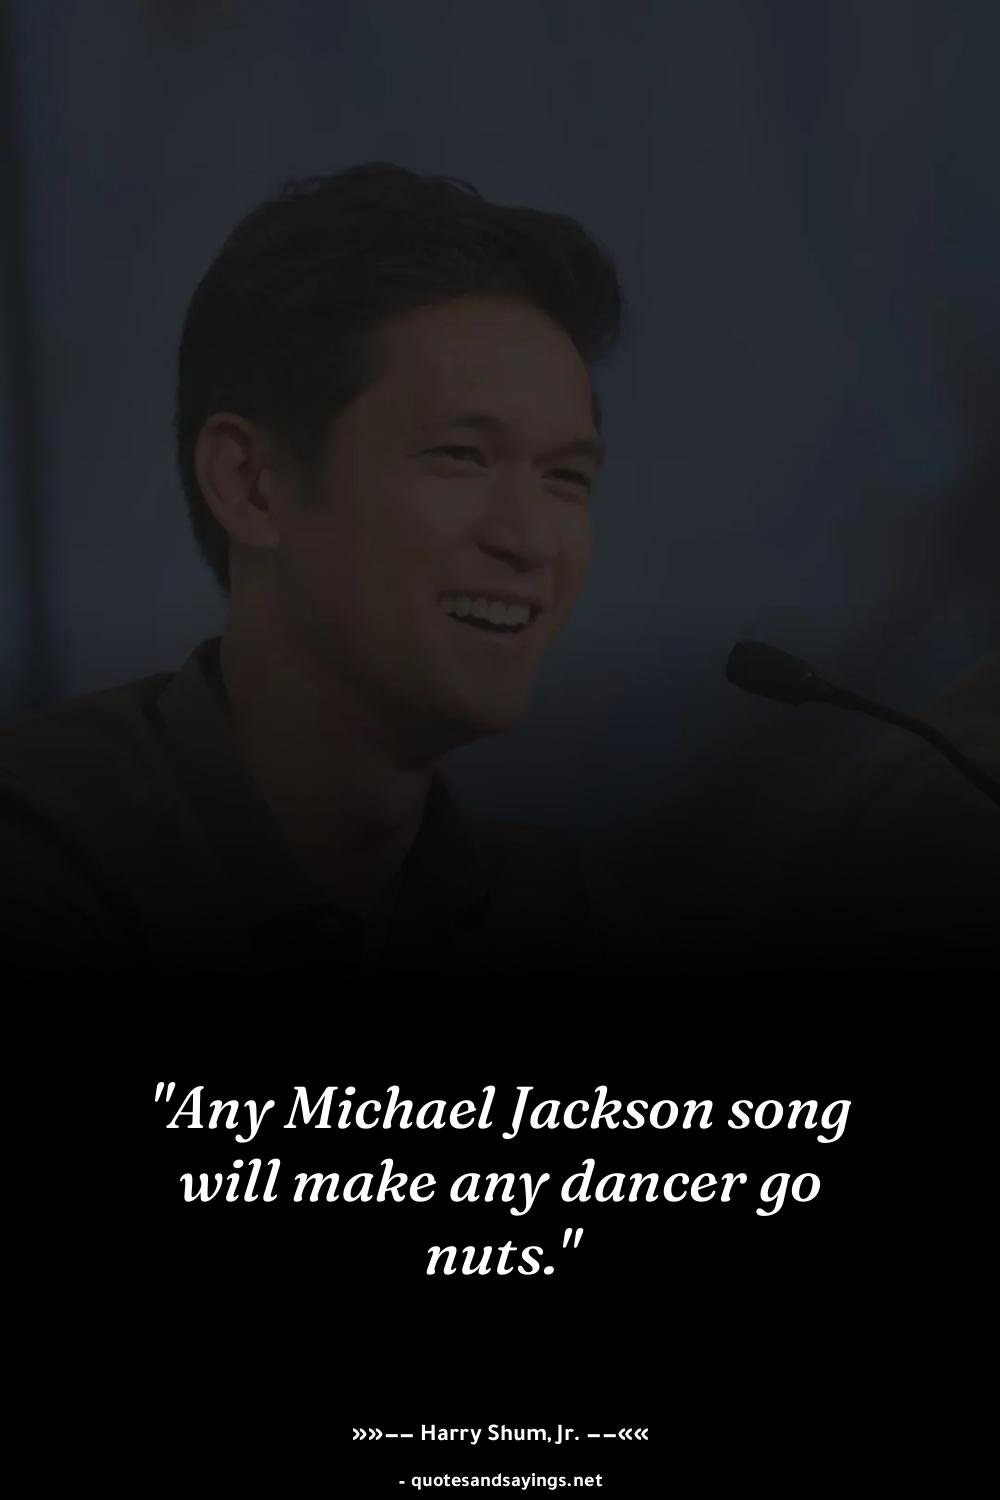 "Any Michael Jackson song
will make any dancer go
nuts."
»»–– Harry Shum, Jr. ––««
- quotesandsayings.net